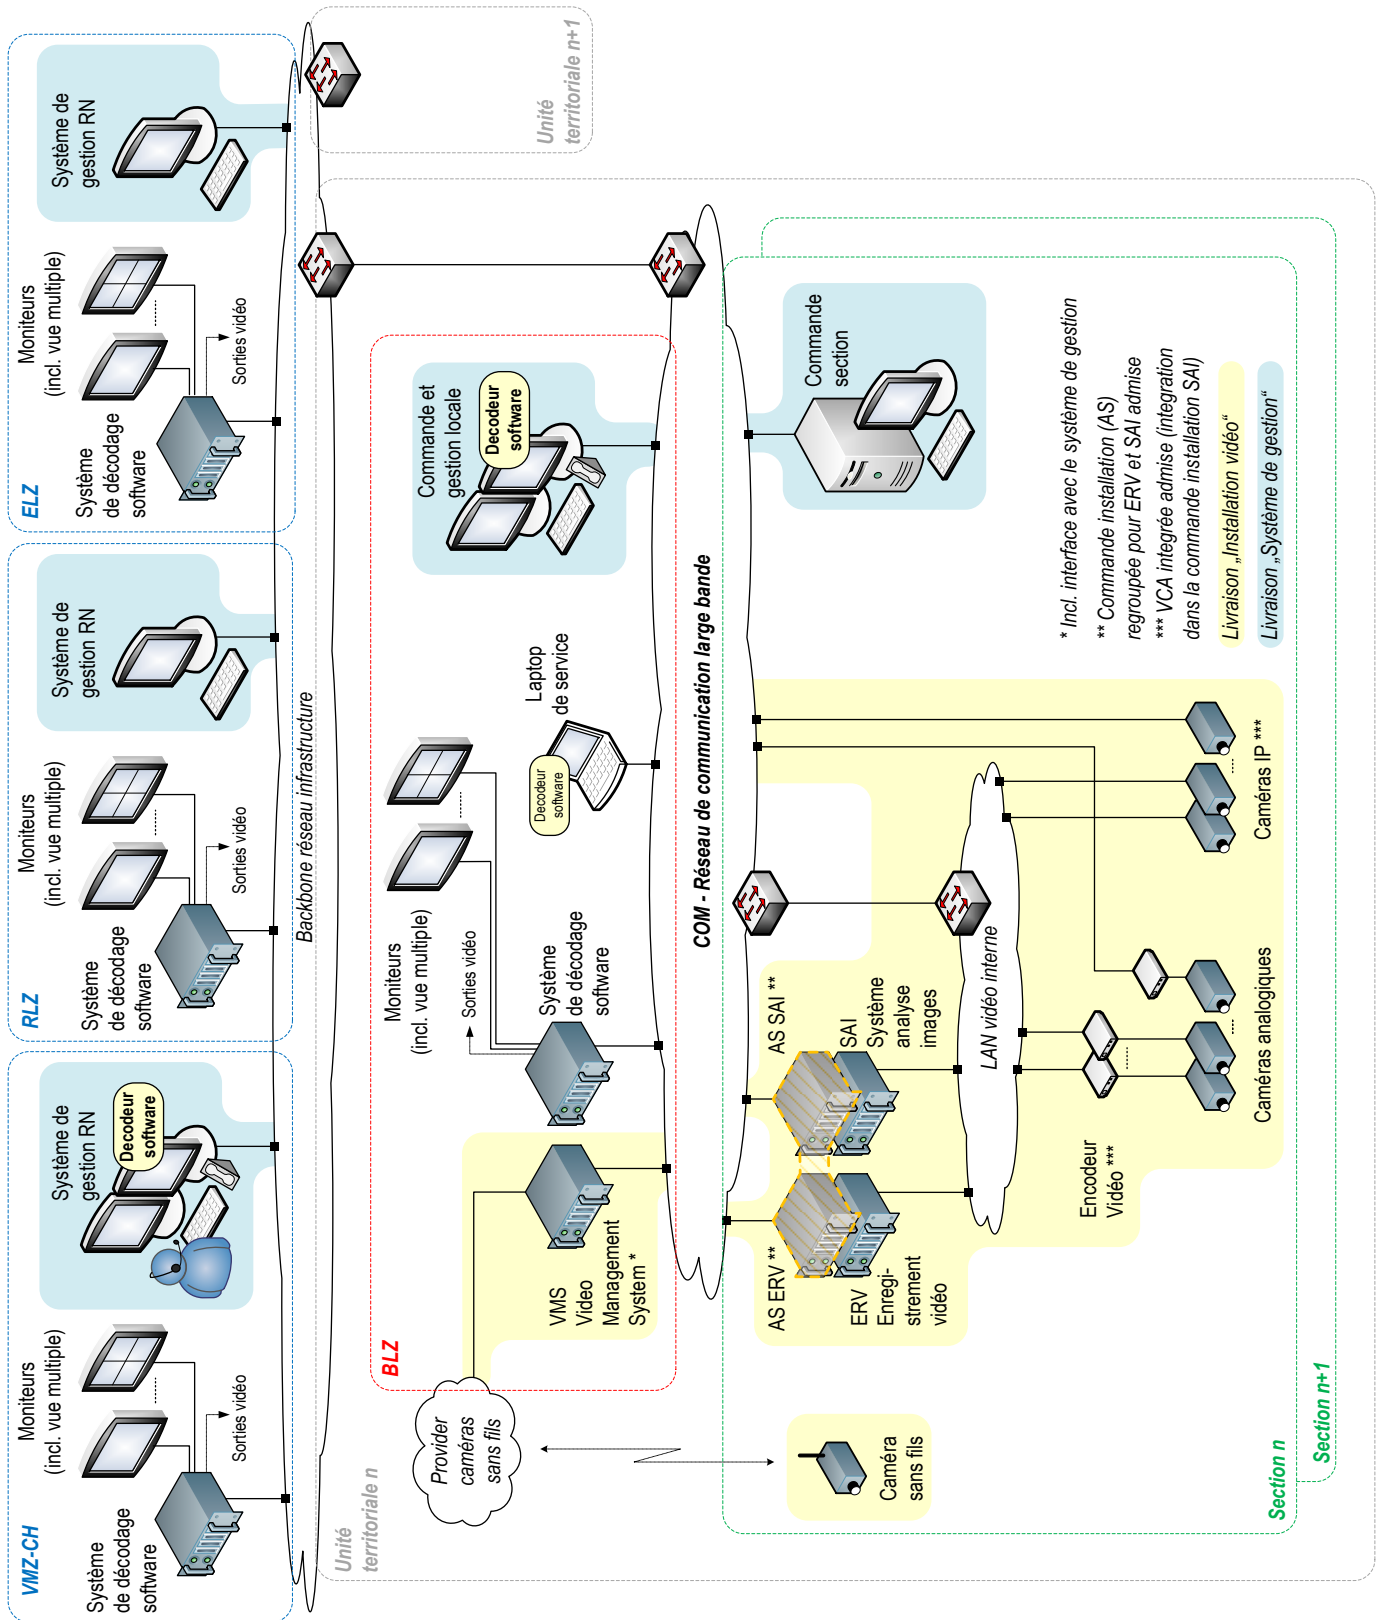 VMZ-CH
Système
de décodage
software
Moniteurs
(incl. vue multiple)
Sorties vidéo
Système de
gestion RN
Decodeur
software
RLZ
Système
de décodage
software
Moniteurs
(incl. vue multiple)
Sorties vidéo
Système de
gestion RN
ELZ
Système
de décodage
software
Moniteurs
(incl. vue multiple)
Sorties vidéo
Système de
gestion RN
Backbone réseau infrastructure
Unité
territoriale n
Unité
territoriale n+1
Provider
caméras
sans fils
BLZ
VMS
Video
Management
System *
Moniteurs
(incl. vue multiple)
Sorties vidéo
Système
de décodage
software
Laptop
de service
Decodeur
software
Commande et
gestion locale
Decodeur
software
COM - Réseau de communication large bande
Caméra
sans fils
AS ERV **
ERV
Enregi-
strement
vidéo
AS SAI **
SAI
Système
analyse
images
LAN vidéo interne
Encodeur
Vidéo ***
Caméras analogiques
Caméras IP ***
Commande
section
* Incl. interface avec le système de gestion
** Commande installation (AS)
regroupée pour ERV et SAI admise
*** VCA integrée admise (integration
dans la commande installation SAI)
Livraison „Installation vidéo“
Livraison „Système de gestion“
Section n
Section n+1